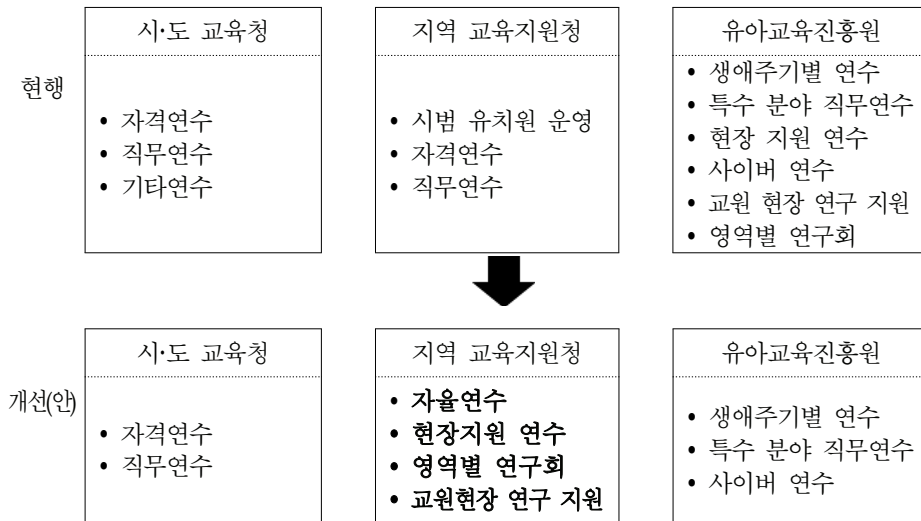 현행
시·도 교육청
• 자격연수
• 직무연수
• 기타연수
지역 교육지원청
• 시범 유치원 운영
• 자격연수
• 직무연수
유아교육진흥원
• 생애주기별 연수
• 특수 분야 직무연수
• 현장 지원 연수
• 사이버 연수
• 교원 현장 연구 지원
• 영역별 연구회
개선(안)
시·도 교육청
• 자격연수
• 직무연수
지역 교육지원청
• 자율연수
• 현장지원 연수
• 영역별 연구회
• 교원현장 연구 지원
유아교육진흥원
• 생애주기별 연수
• 특수 분야 직무연수
• 사이버 연수